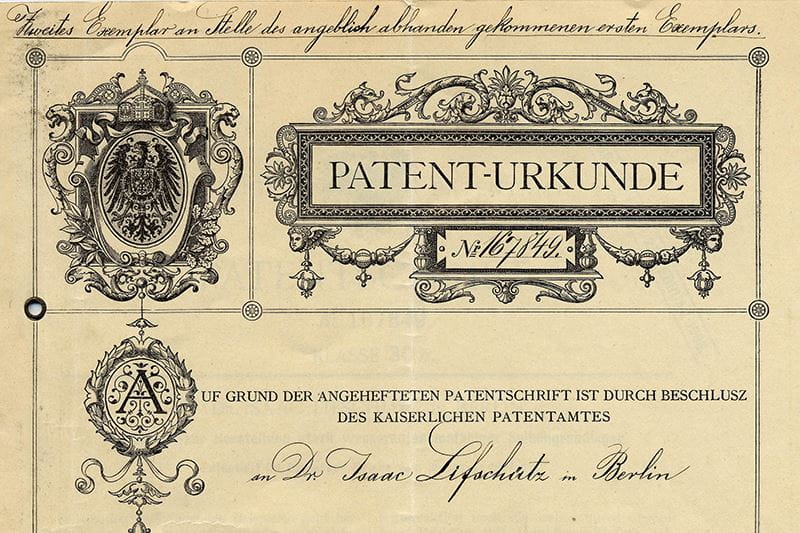 Zweites Exemplar an Stelle des angeblich abhanden gekommenen ersten Exemplars.
PATENT-URKUNDE
№ 167849.
AUF GRUND DER ANGEHEFTETEN PATENTSCHRIFT IST DURCH BESCHLUSZ
DES KAISERLICHEN PATENTAMTES
an Dr. Isaac Lifschütz in Berlin